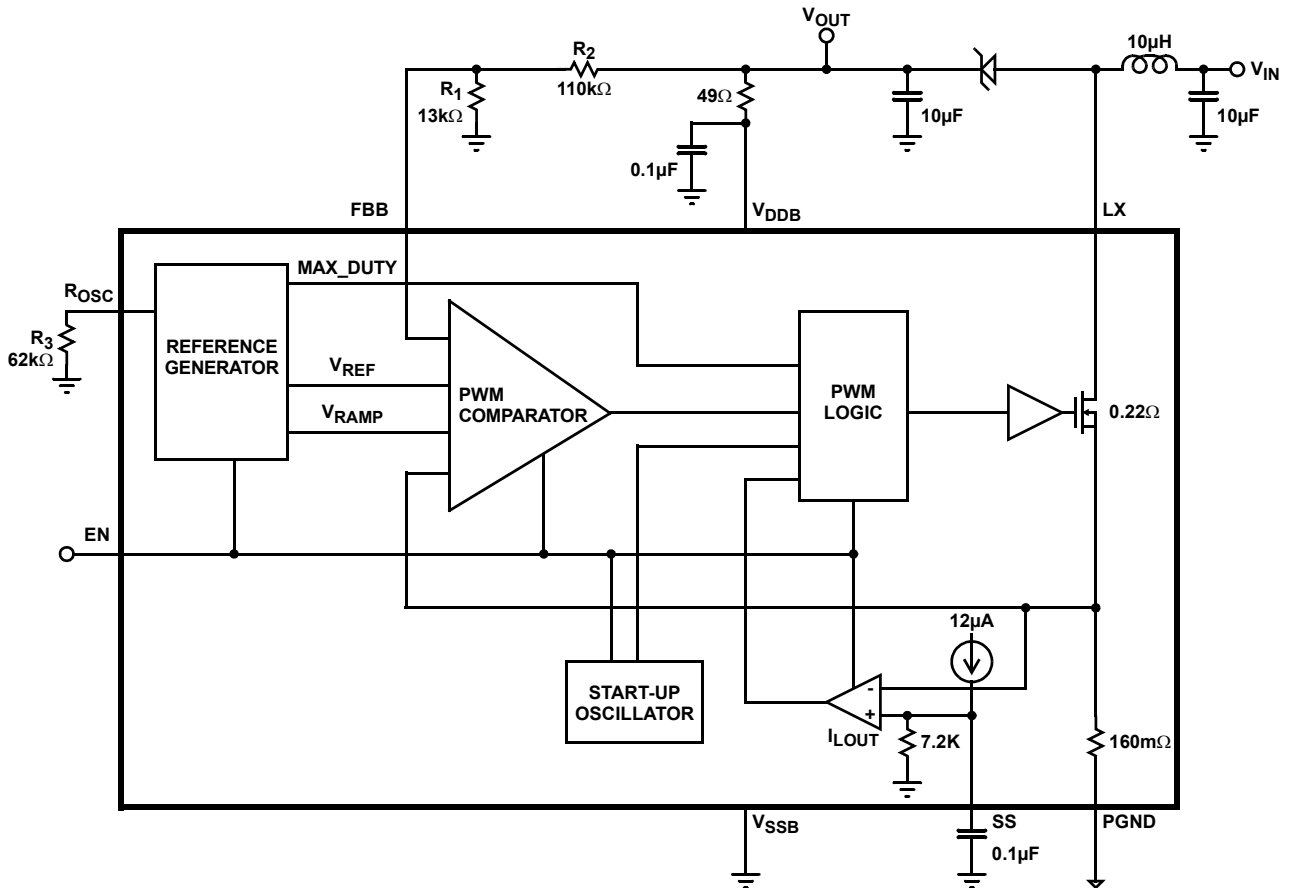 VOUT
R2
110kΩ
R1
13kΩ
49Ω
0.1µF
10µF
10µH
VIN
10µF
FBB
VDDB
LX
ROSC
R3
62kΩ
REFERENCE
GENERATOR
MAX_DUTY
VREF
VRAMP
PWM
COMPARATOR
PWM
LOGIC
0.22Ω
EN
START-UP
OSCILLATOR
12µA
-
+
ILOUT
7.2K
160mΩ
VSSB
SS
0.1µF
PGND